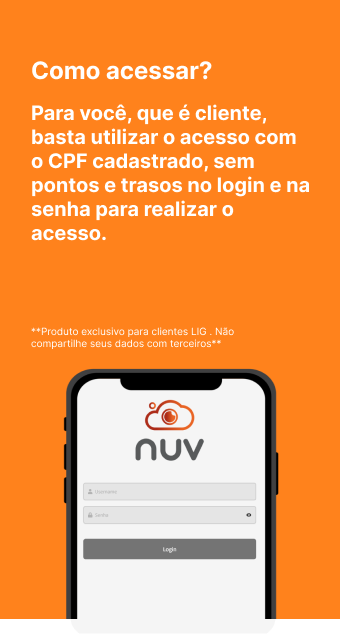 Como acessar?
Para você, que é cliente,
basta utilizar o acesso com
o CPF cadastrado, sem
pontos e trasos no login e na
senha para realizar o
acesso.
**Produto exclusivo para clientes LIG . Não
compartilhe seus dados com terceiros**
nuv
Username
Senha
Login